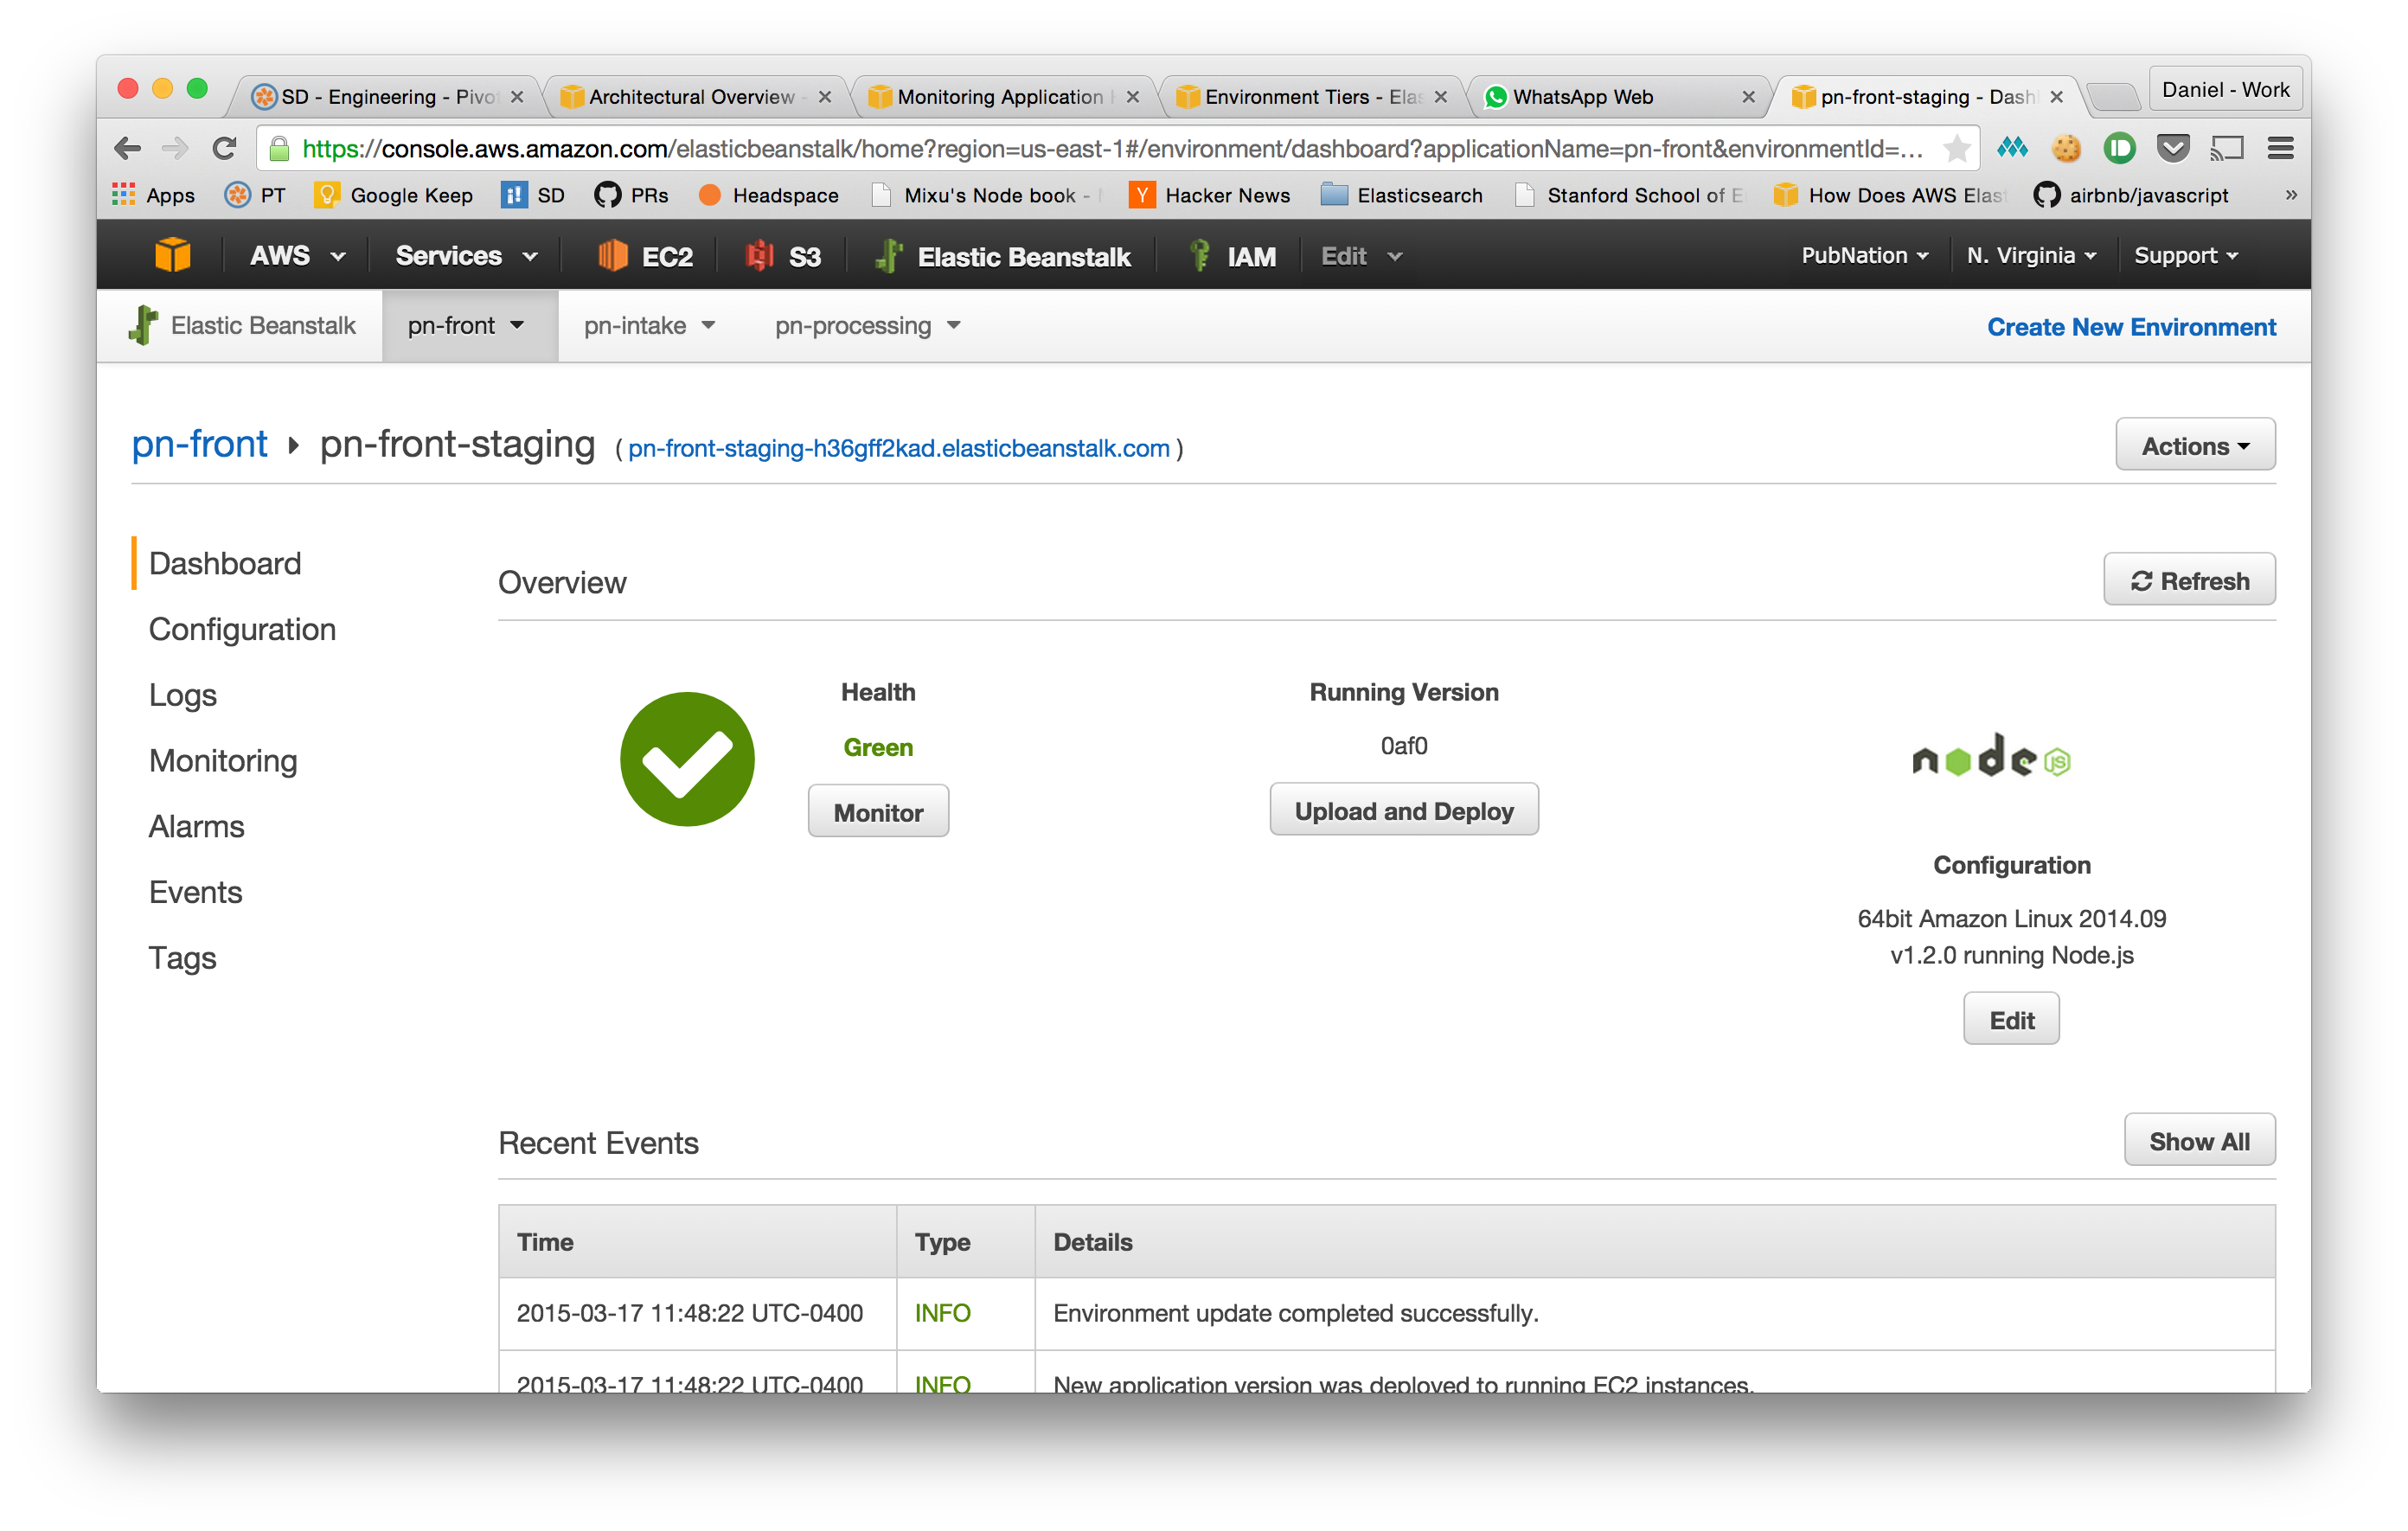 SD - Engineering - Pivot
Architectural Overview -
Monitoring Application
Environment Tiers - Elas
WhatsApp Web
pn-front-staging - Dash
Daniel - Work
https://console.aws.amazon.com/elasticbeanstalk/home?region=us-east-1#/environment/dashboard?applicationName=pn-front&environmentId=...
Apps PT Google Keep SD PRs Headspace Mixu's Node book - Hacker News Elasticsearch Stanford School of E How Does AWS Elast airbnb/javascript »
AWS Services EC2 S3 Elastic Beanstalk IAM Edit PubNation N. Virginia Support
Elastic Beanstalk pn-front pn-intake pn-processing Create New Environment
pn-front pn-front-staging ( pn-front-staging-h36gff2kad.elasticbeanstalk.com )
Actions
Dashboard
Configuration
Logs
Monitoring
Alarms
Events
Tags
Overview
Refresh
Health
Green
Monitor
Running Version
0af0
Upload and Deploy
node JS
Configuration
64bit Amazon Linux 2014.09
v1.2.0 running Node.js
Edit
Recent Events
Show All
Time Type Details
2015-03-17 11:48:22 UTC-0400 INFO Environment update completed successfully.
2015-03-17 11:48:22 UTC-0400 INFO New application version was deployed to running EC2 instances.